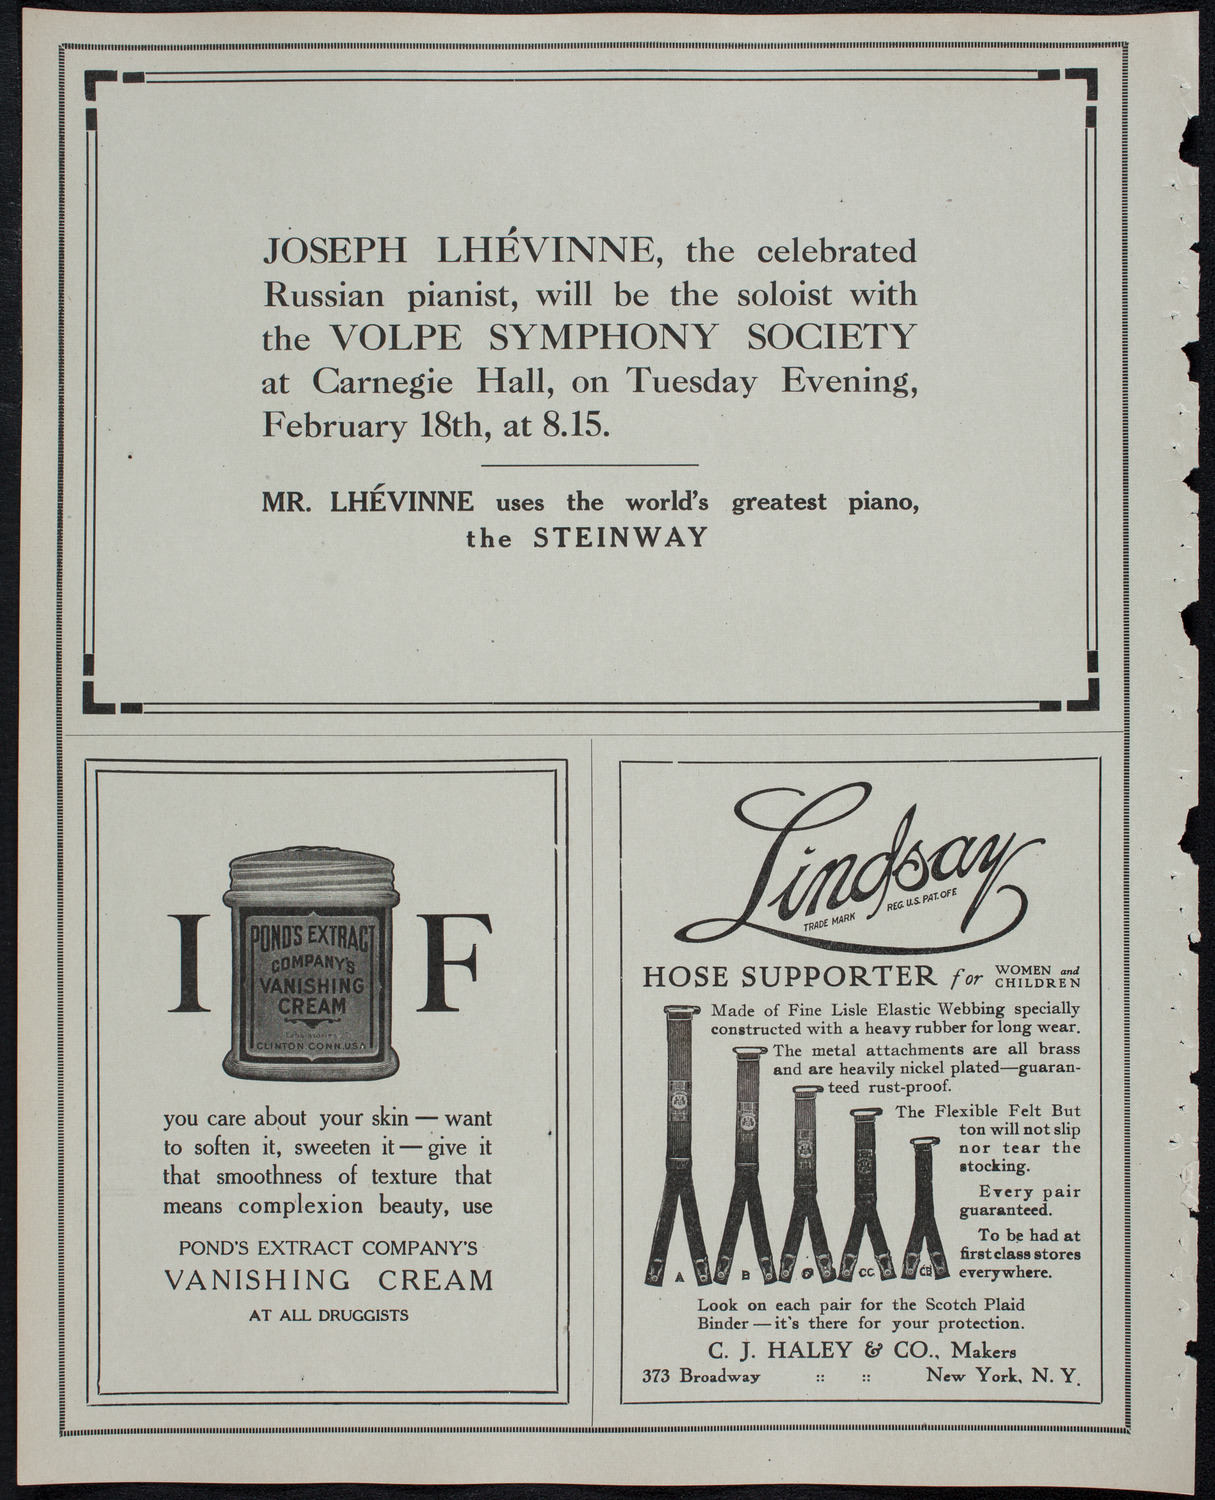 JOSEPH LHÉVINNE, the celebrated
Russian pianist, will be the soloist with
the VOLPE SYMPHONY SOCIETY
at Carnegie Hall, on Tuesday Evening,
February 18th, at 8.15.
MR. LHÉVINNE uses the world's greatest piano,
the STEINWAY
I F
POND'S EXTRACT
COMPANY'S
VANISHING
CREAM
CLINTON.CONN.USA
you care about your skin — want
to soften it, sweeten it — give it
that smoothness of texture that
means complexion beauty, use
POND'S EXTRACT COMPANY'S
VANISHING CREAM
AT ALL DRUGGISTS
Lindsay
TRADE MARK REG. U.S. PAT. OFF.
HOSE SUPPORTER for WOMEN and
CHILDREN
Made of Fine Lisle Elastic Webbing specially
constructed with a heavy rubber for long wear.
The metal attachments are all brass
and are heavily nickel plated—guaran-
teed rust-proof.
The Flexible Felt But
ton will not slip
nor tear the
stocking.
Every pair
guaranteed.
To be had at
first class stores
everywhere.
A B CC CB
Look on each pair for the Scotch Plaid
Binder — it's there for your protection.
C. J. HALEY & CO., Makers
373 Broadway :: :: New York, N. Y.